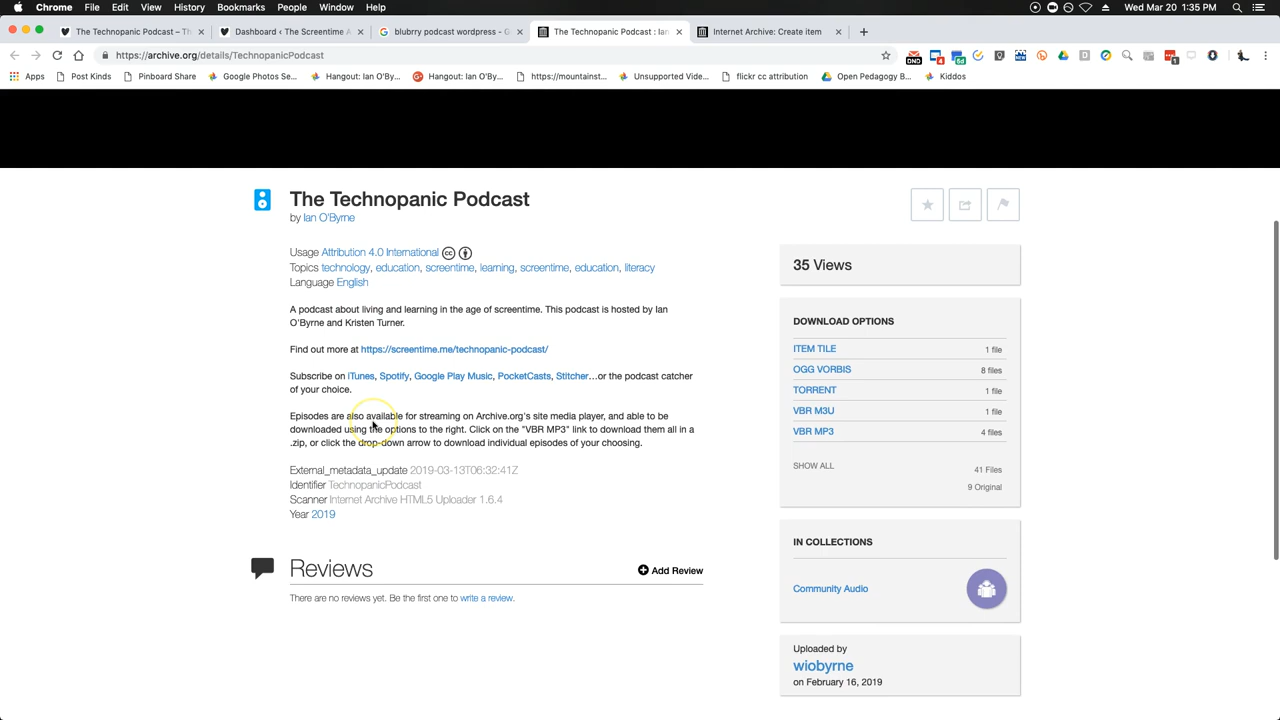 Chrome File Edit View History Bookmarks People Window Help Wed Mar 20 1:35 PM
The Technopanic Podcast – Th Dashboard ‹ The Screentime A blubrry podcast wordpress - G The Technopanic Podcast : Ian Internet Archive: Create item
https://archive.org/details/TechnopanicPodcast
Apps Post Kinds Pinboard Share Google Photos Se... Hangout: Ian O'By... Hangout: Ian O'By... https://mountainst... Unsupported Vide... flickr cc attribution Open Pedagogy B... Kiddos
The Technopanic Podcast
by Ian O'Byrne
Usage Attribution 4.0 International
Topics technology, education, screentime, learning, screentime, education, literacy
Language English
A podcast about living and learning in the age of screentime. This podcast is hosted by Ian
O'Byrne and Kristen Turner.
Find out more at https://screentime.me/technopanic-podcast/
Subscribe on iTunes, Spotify, Google Play Music, PocketCasts, Stitcher...or the podcast catcher
of your choice.
Episodes are also available for streaming on Archive.org's site media player, and able to be
downloaded using the options to the right. Click on the "VBR MP3" link to download them all in a
.zip, or click the drop down arrow to download individual episodes of your choosing.
External_metadata_update 2019-03-13T06:32:41Z
Identifier TechnopanicPodcast
Scanner Internet Archive HTML5 Uploader 1.6.4
Year 2019
Reviews
Add Review
There are no reviews yet. Be the first one to write a review.
35 Views
DOWNLOAD OPTIONS
ITEM TILE 1 file
OGG VORBIS 8 files
TORRENT 1 file
VBR M3U 1 file
VBR MP3 4 files
SHOW ALL 41 Files
9 Original
IN COLLECTIONS
Community Audio
Uploaded by
wiobyrne
on February 16, 2019